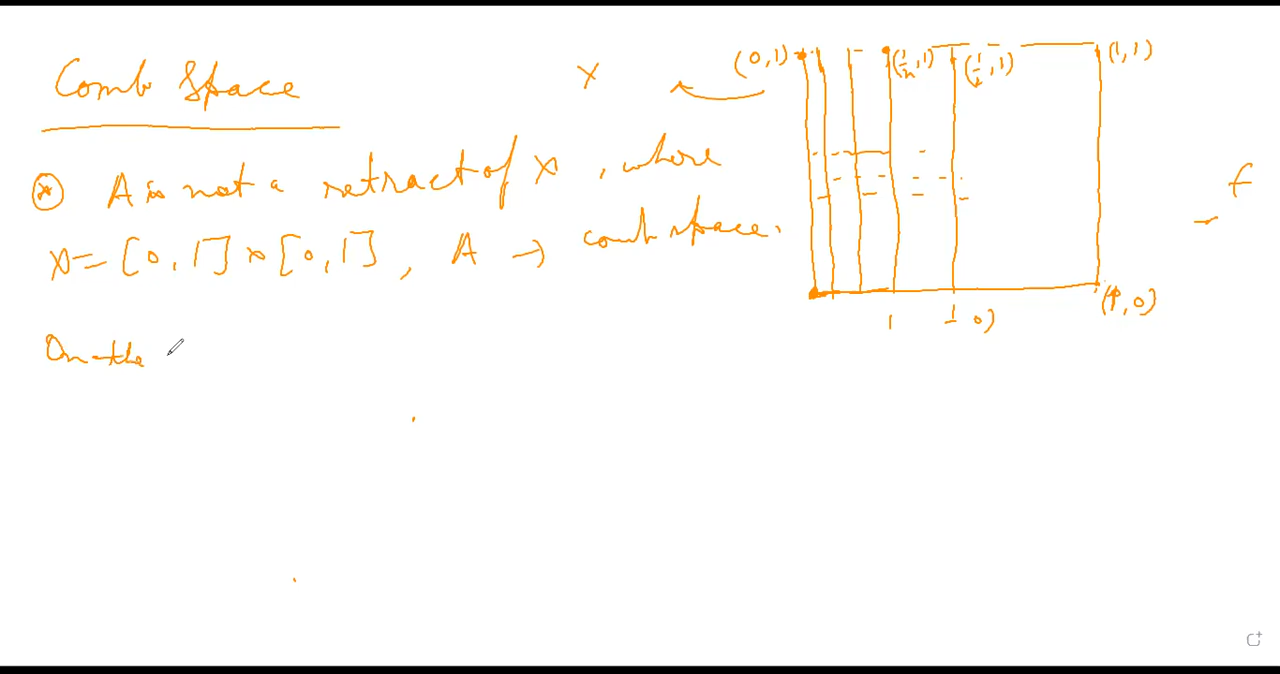 Comb Space
X
(0,1)
(1/n,1)
(1/2,1)
(1,1)
f
(*) A is not a retract of X, where
X = [0,1] × [0,1], A → comb space.
(1,0)
On the